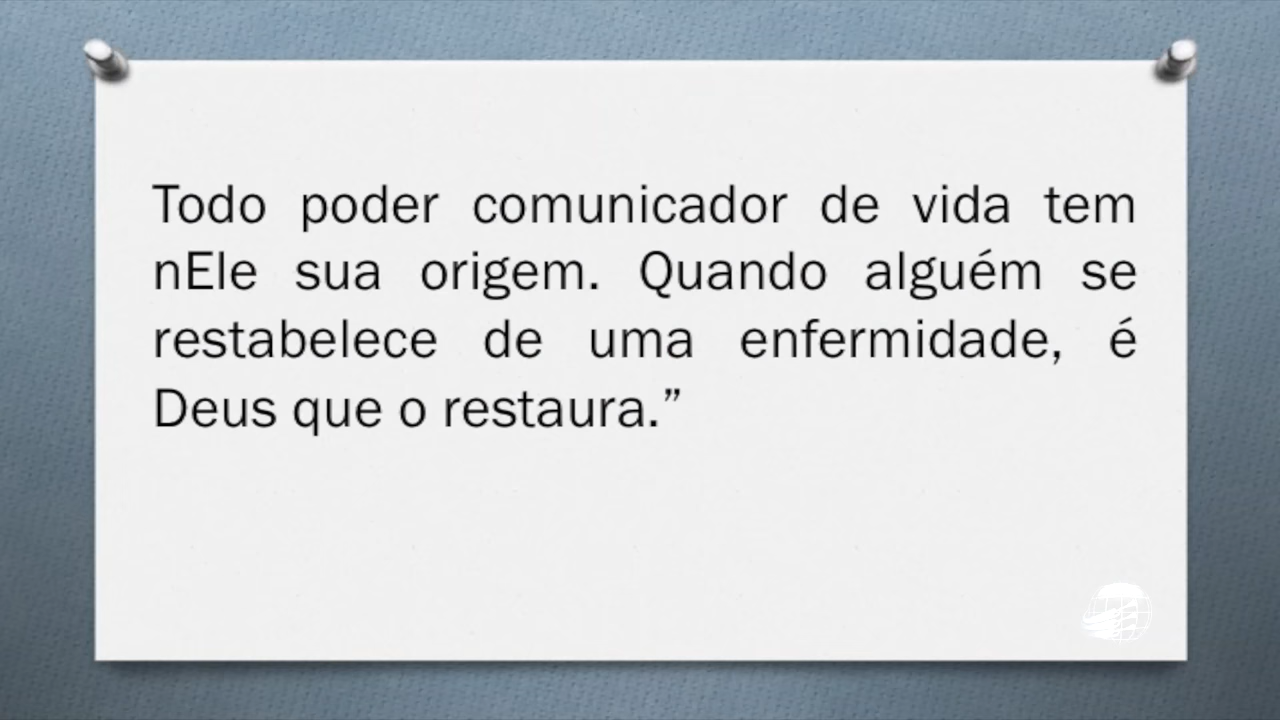 Todo poder comunicador de vida tem
nEle sua origem. Quando alguém se
restabelece de uma enfermidade, é
Deus que o restaura.”